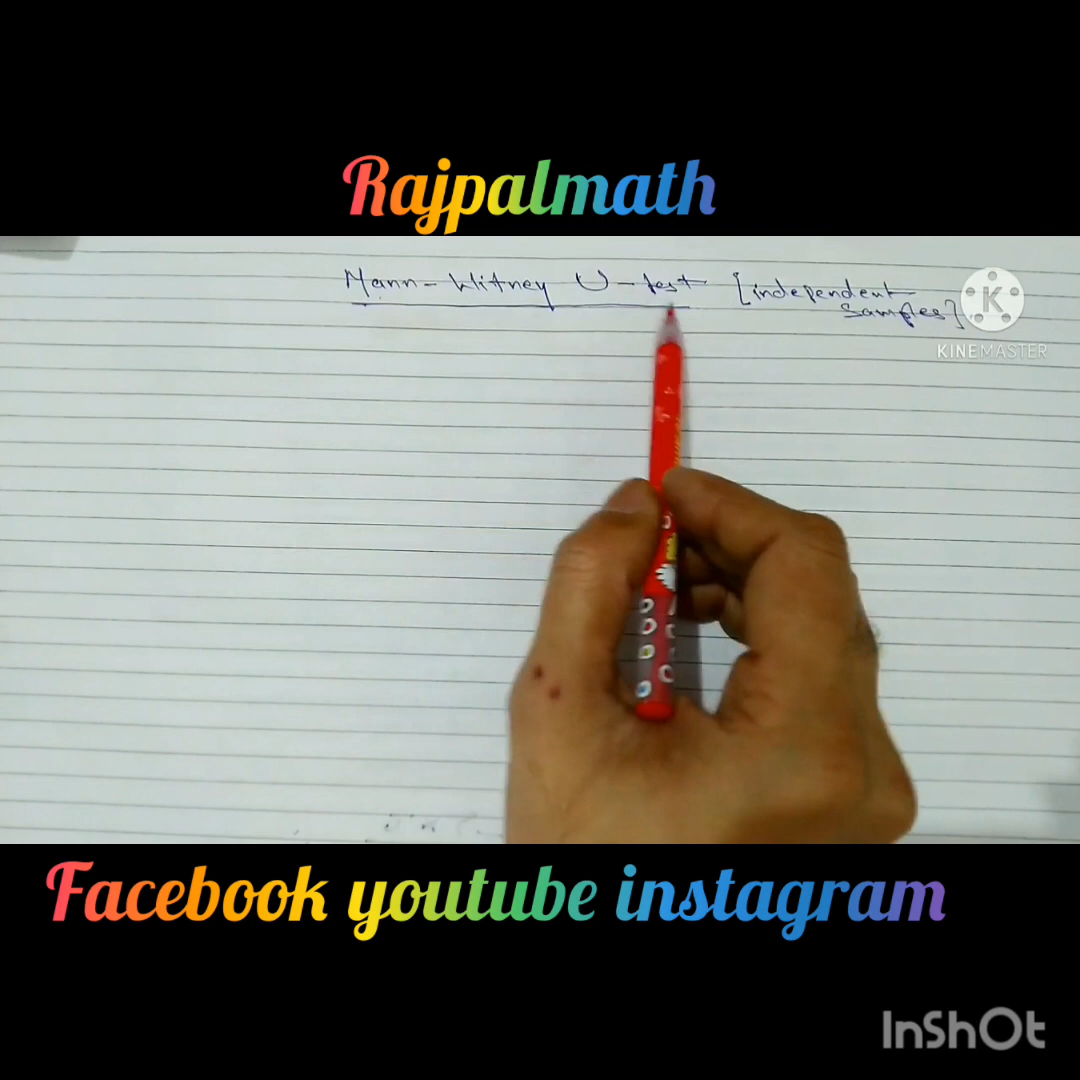 Rajpalmath
Mann-Witney U-test [independent
samples]
K
KINEMASTER
Facebook youtube instagram
InShOt